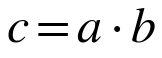 c = a · b